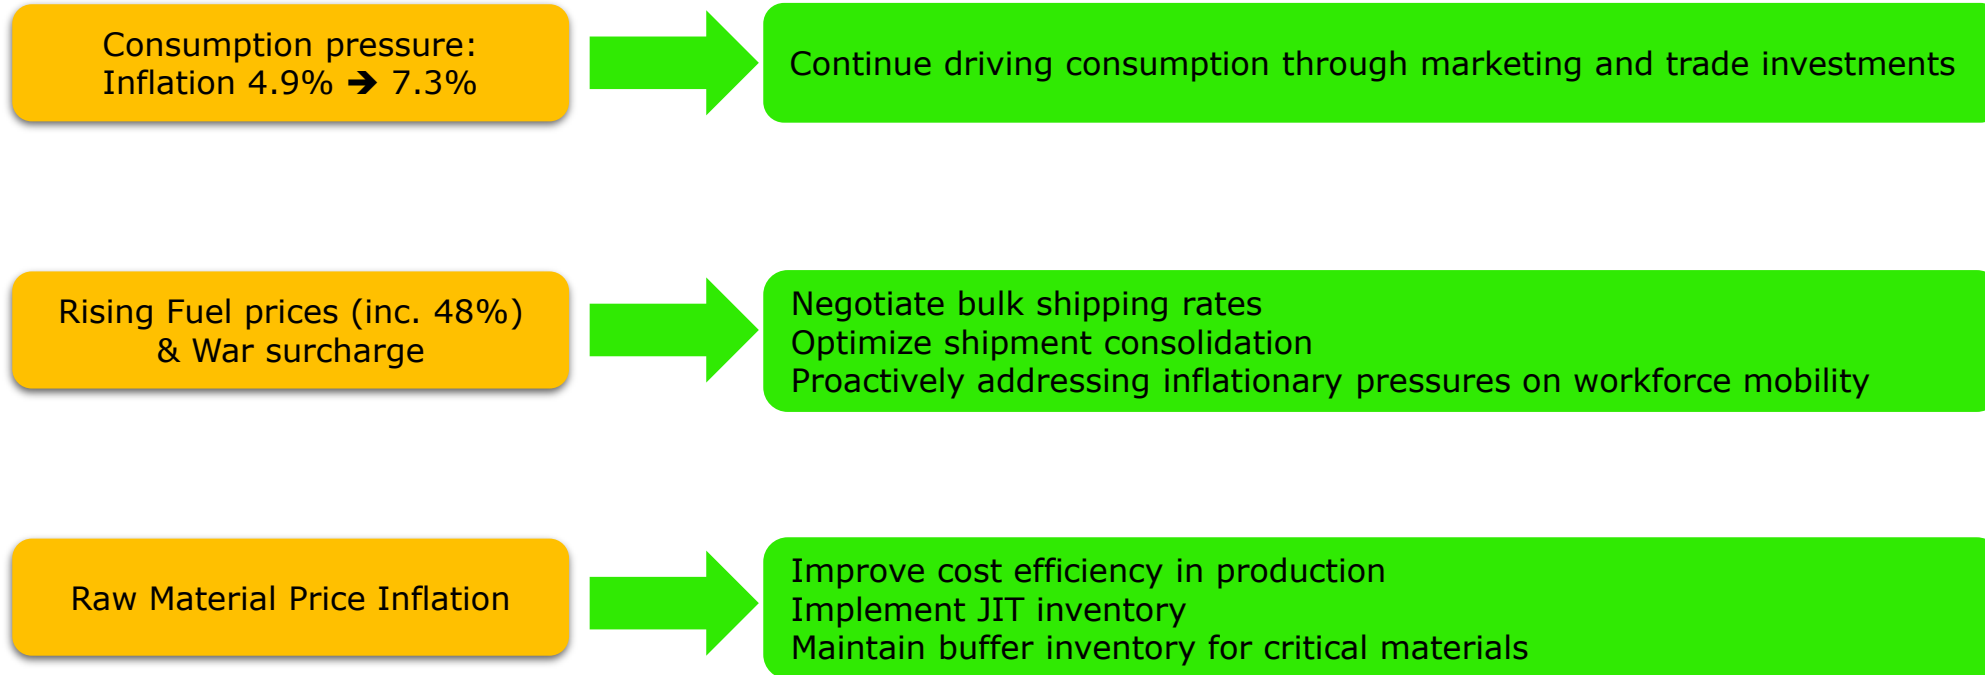 Consumption pressure:
Inflation 4.9% ➔ 7.3%
Continue driving consumption through marketing and trade investments
Rising Fuel prices (inc. 48%)
& War surcharge
Negotiate bulk shipping rates
Optimize shipment consolidation
Proactively addressing inflationary pressures on workforce mobility
Raw Material Price Inflation
Improve cost efficiency in production
Implement JIT inventory
Maintain buffer inventory for critical materials